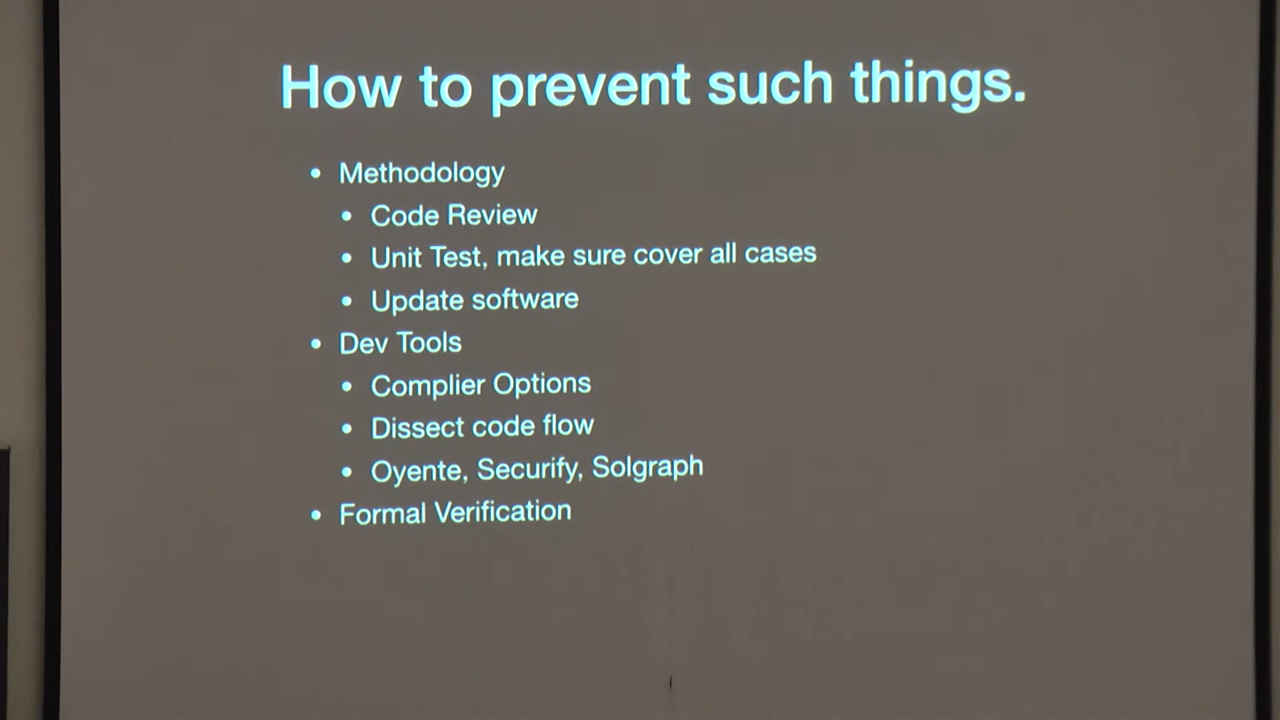 How to prevent such things.
• Methodology
• Code Review
• Unit Test, make sure cover all cases
• Update software
• Dev Tools
• Complier Options
• Dissect code flow
• Oyente, Securify, Solgraph
• Formal Verification